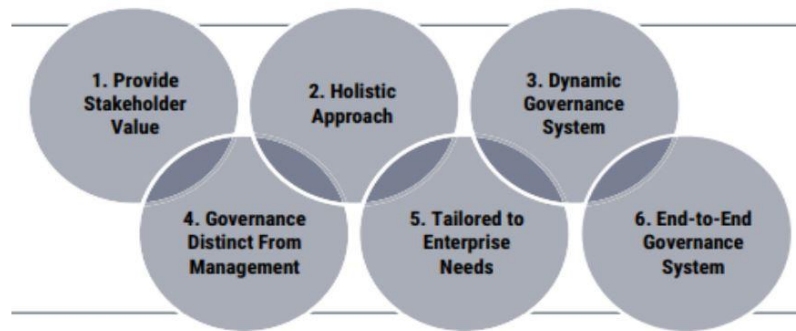 1. Provide
Stakeholder
Value
2. Holistic
Approach
3. Dynamic
Governance
System
4. Governance
Distinct From
Management
5. Tailored to
Enterprise
Needs
6. End-to-End
Governance
System